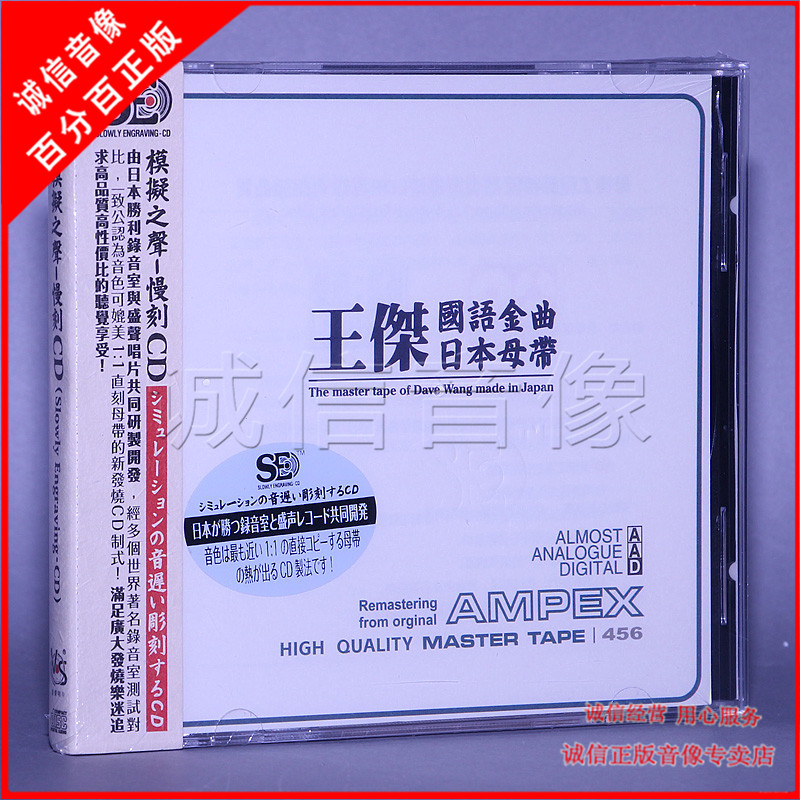 诚信音像
百分百正版
SE
SLOWLY ENGRAVING·CD
模擬之聲－慢刻CD
シミュレーションの音遅い彫刻するCD
由日本勝利錄音室與盛聲唱片共同研製開發，經多個世界著名錄音室測試對
比，一致公認為音色可媲美1:1直刻母帶的新發燒CD制式！滿足廣大發燒樂迷追
求高品質高性價比的聽覺享受！
模擬之聲－慢刻CD(Slowly Engraving·CD)
王傑 國語金曲
日本母帶
The master tape of Dave Wang made in Japan
诚信音像
SE
TM
SLOWLY ENGRAVING·CD
シミュレーションの音遅い彫刻するCD
日本が勝つ録音室と盛声レコード共同開発
音色は最も近い1:1の直接コピーする母帯
の熱が出るCD製法です！
ALMOST A
ANALOGUE A
DIGITAL D
Remastering
from orginal AMPEX
HIGH QUALITY MASTER TAPE | 456
诚信经营 用心服务
诚信正版音像专卖店